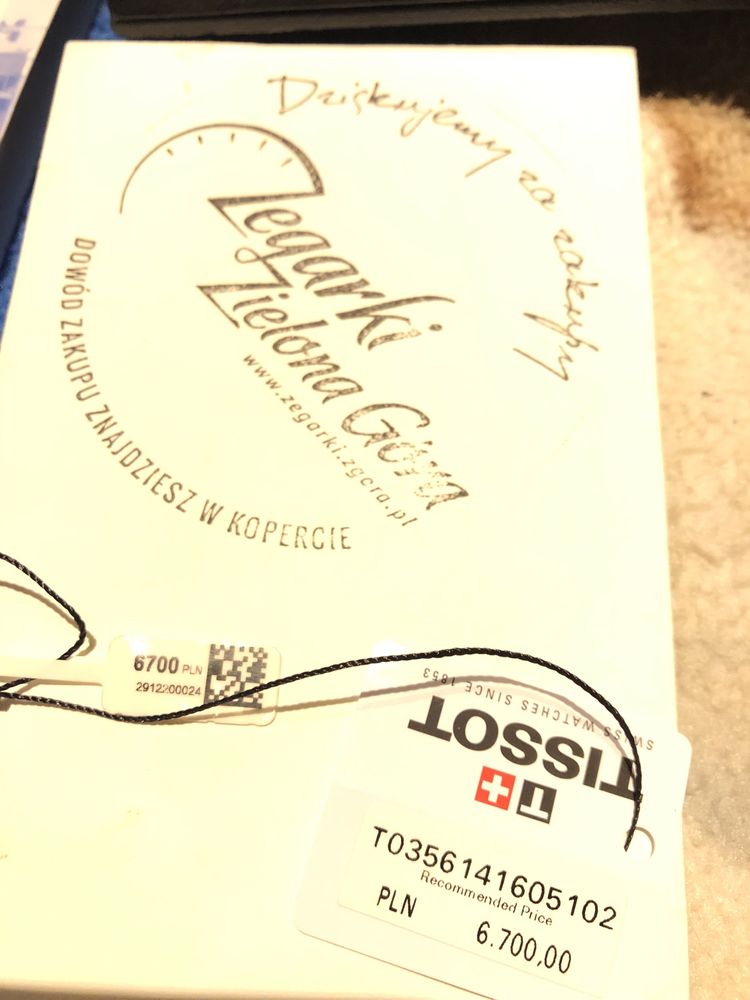 Dziękujemy za zakupy
Zegarki
Zielona Góra
www.zegarki.zgora.pl
DOWÓD ZAKUPU ZNAJDZIESZ W KOPERCIE
6700 PLN
2912200024
SWISS WATCHES SINCE 1853
TISSOT
T
T0356141605102
Recommended Price
PLN 6.700,00